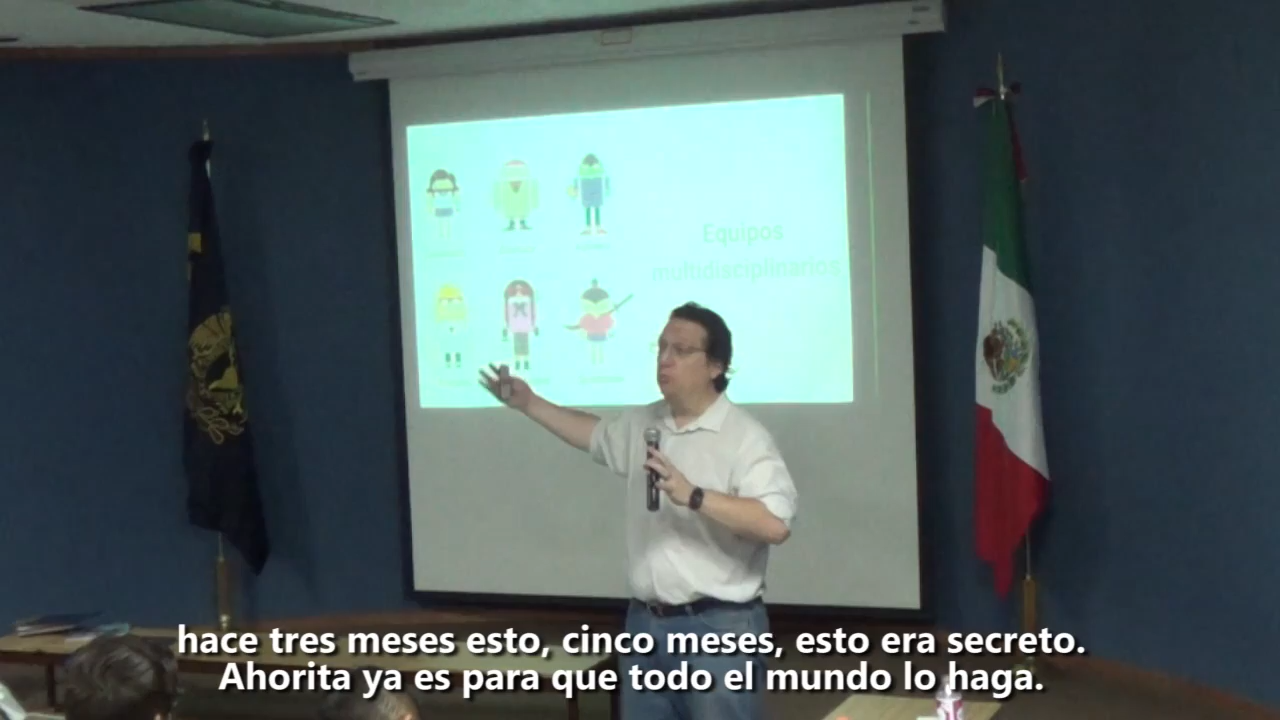 Equipos
multidisciplinarios
hace tres meses esto, cinco meses, esto era secreto.
Ahorita ya es para que todo el mundo lo haga.